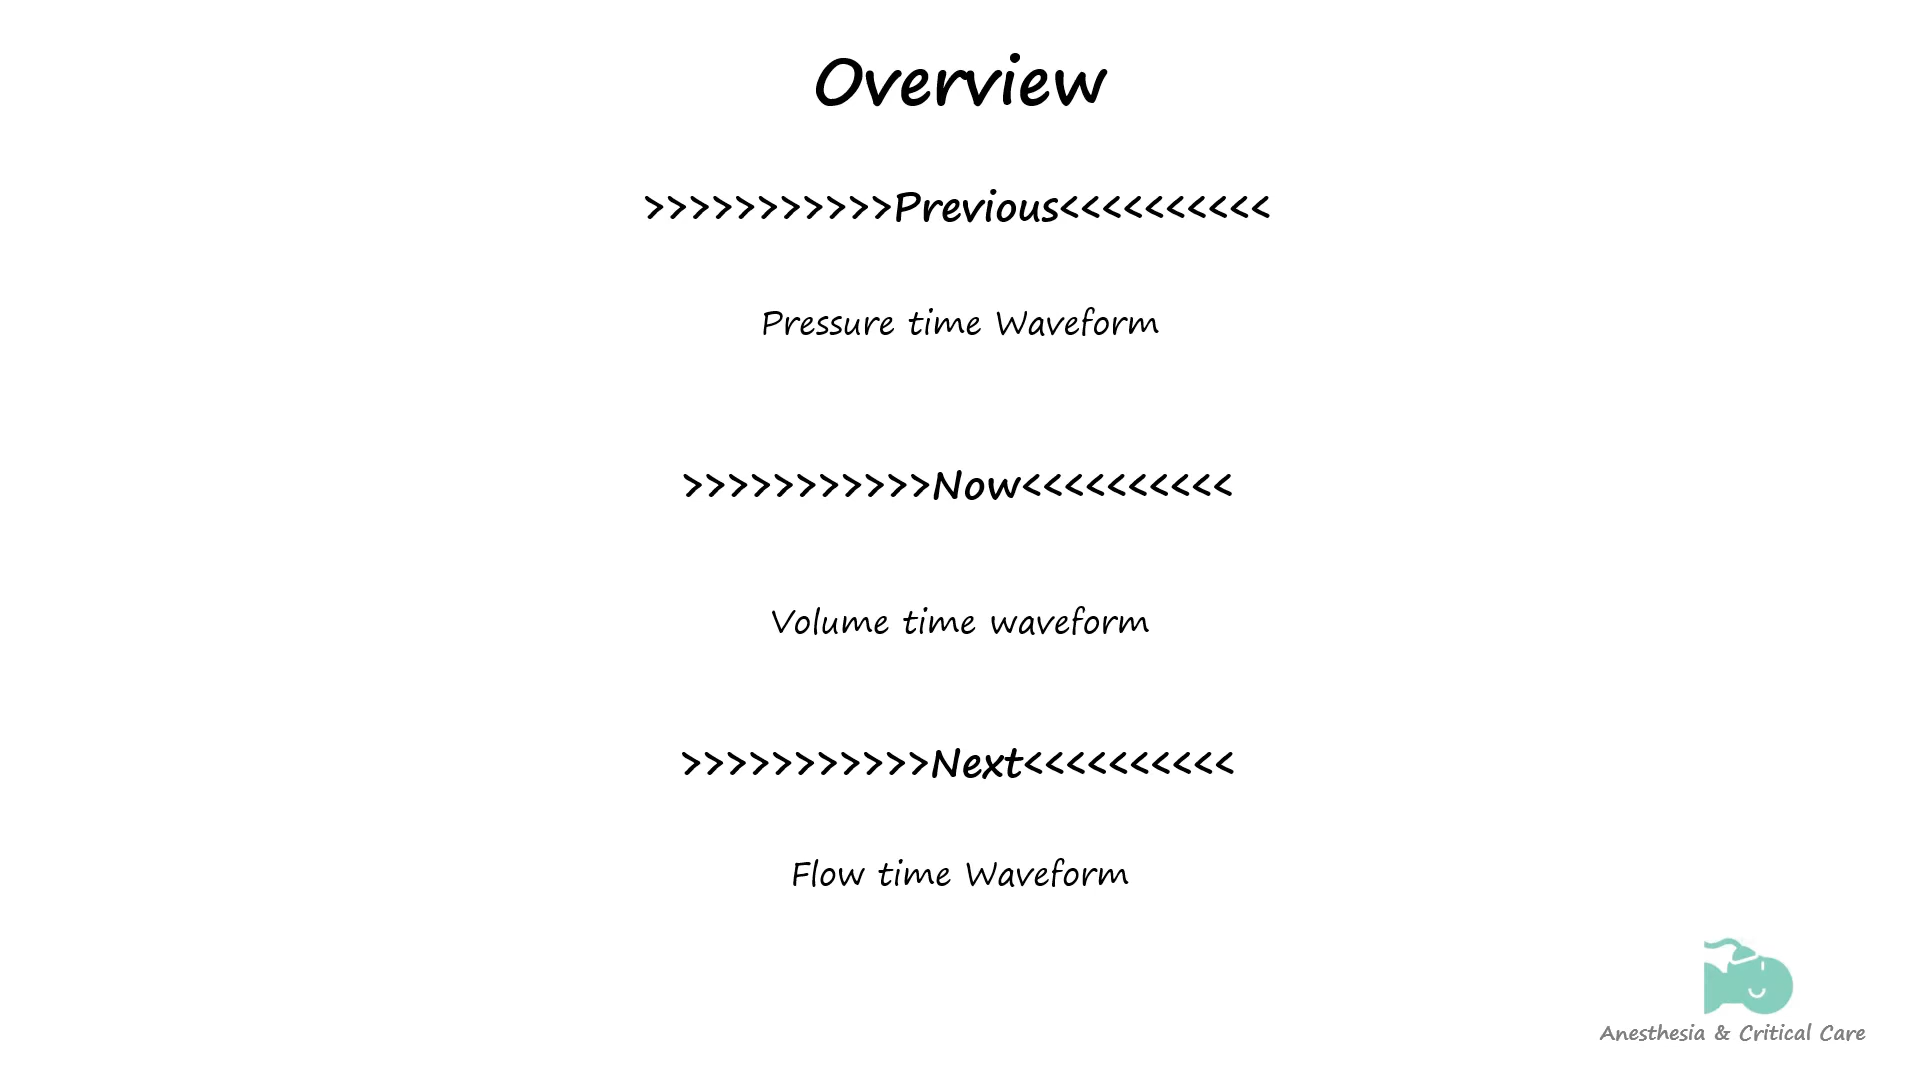 Overview
>>>>>>>>>>>Previous<<<<<<<<<<
Pressure time Waveform
>>>>>>>>>>>Now<<<<<<<<<<
Volume time waveform
>>>>>>>>>>>Next<<<<<<<<<<
Flow time Waveform
Anesthesia & Critical Care